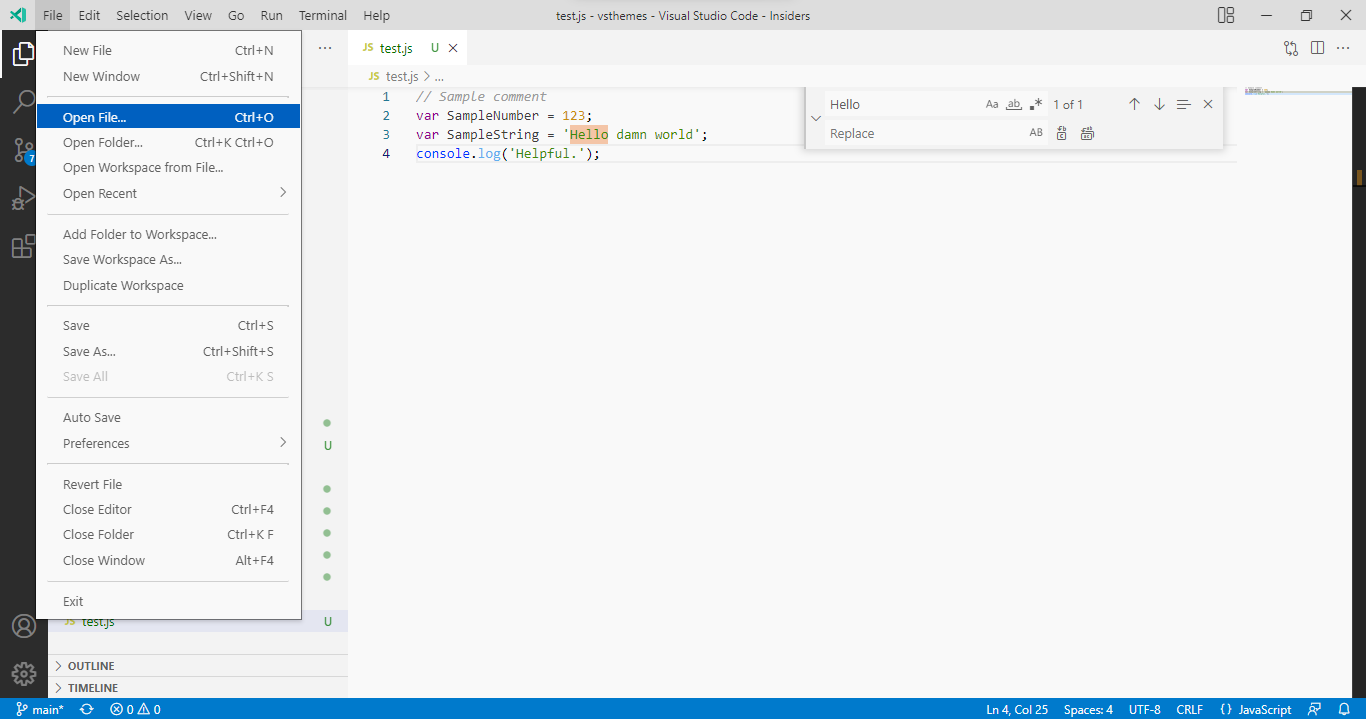 File Edit Selection View Go Run Terminal Help
test.js - vsthemes - Visual Studio Code - Insiders
New File Ctrl+N
New Window Ctrl+Shift+N
Open File... Ctrl+O
Open Folder... Ctrl+K Ctrl+O
Open Workspace from File...
Open Recent
Add Folder to Workspace...
Save Workspace As...
Duplicate Workspace
Save Ctrl+S
Save As... Ctrl+Shift+S
Save All Ctrl+K S
Auto Save
Preferences
Revert File
Close Editor Ctrl+F4
Close Folder Ctrl+K F
Close Window Alt+F4
Exit
7
U
JS test.js U
OUTLINE
TIMELINE
JS test.js U
JS test.js > ...
1 // Sample comment
2 var SampleNumber = 123;
3 var SampleString = 'Hello damn world';
4 console.log('Helpful.');
Hello Aa ab .* 1 of 1
Replace AB
main* 0 0
Ln 4, Col 25 Spaces: 4 UTF-8 CRLF {} JavaScript